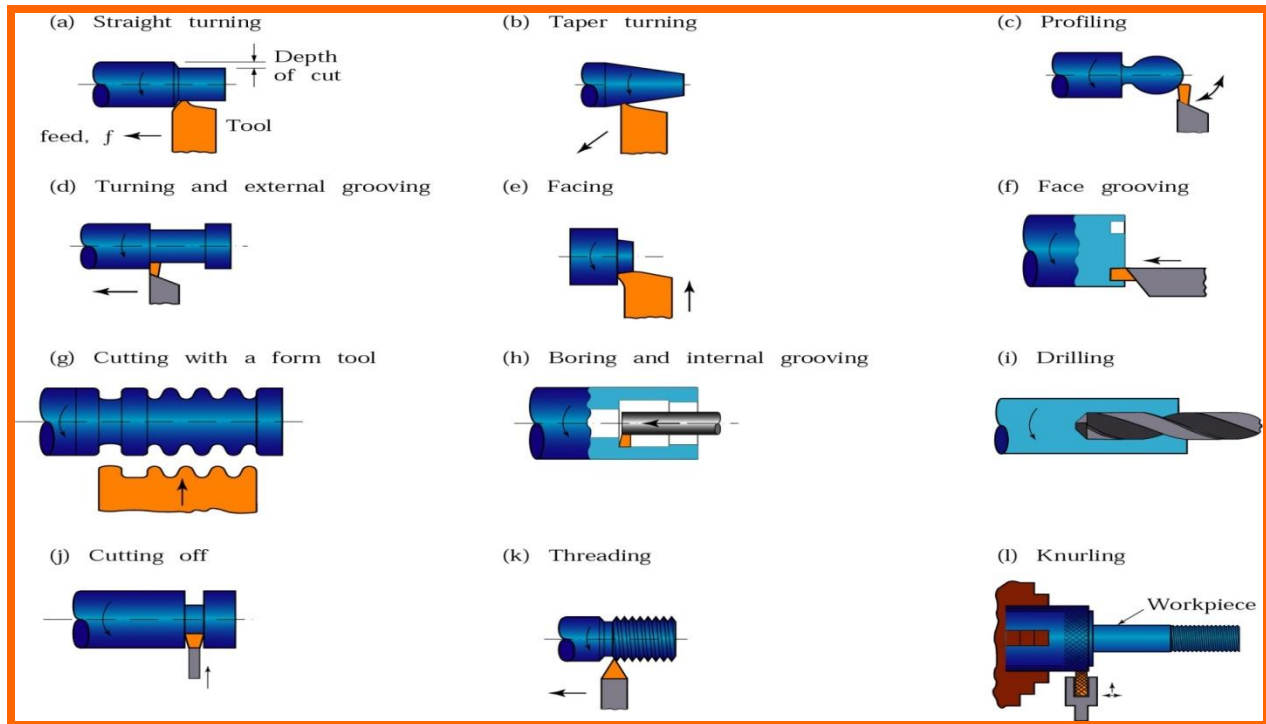 (a) Straight turning
Depth
of cut
Tool
feed, f
(b) Taper turning
(c) Profiling
(d) Turning and external grooving
(e) Facing
(f) Face grooving
(g) Cutting with a form tool
(h) Boring and internal grooving
(i) Drilling
(j) Cutting off
(k) Threading
(l) Knurling
Workpiece